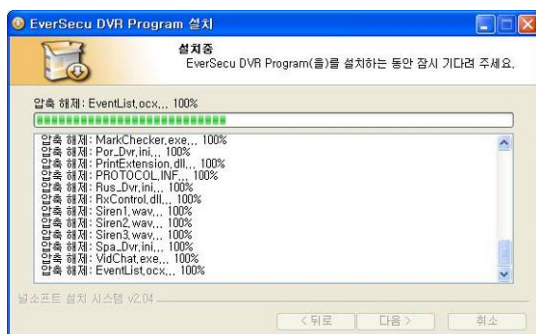 EverSecu DVR Program 설치
설치중
EverSecu DVR Program(을)를 설치하는 동안 잠시 기다려 주세요.
압축 해제: EventList.ocx... 100%
압축 해제: MarkChecker.exe... 100%
압축 해제: Por_Dvr.ini... 100%
압축 해제: PrintExtension.dll... 100%
압축 해제: PROTOCOL.INF... 100%
압축 해제: Rus_Dvr.ini... 100%
압축 해제: RxControl.dll... 100%
압축 해제: Siren1.wav... 100%
압축 해제: Siren2.wav... 100%
압축 해제: Siren3.wav... 100%
압축 해제: Spa_Dvr.ini... 100%
압축 해제: VidChat.exe... 100%
압축 해제: EventList.ocx... 100%
널소프트 설치 시스템 v2.04
< 뒤로
다음 >
취소